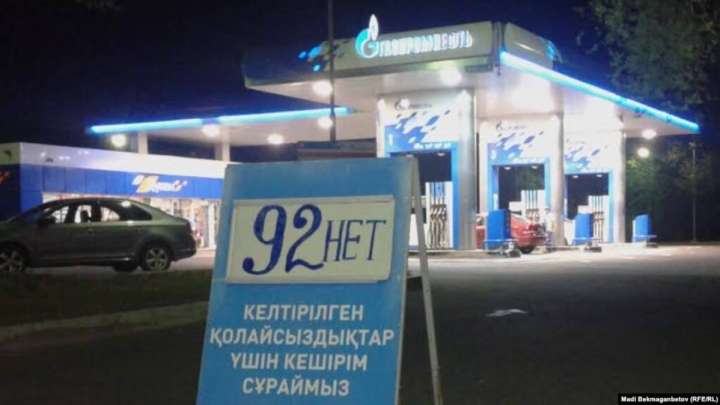 ГАЗПРОМНЕФТЬ
92 НЕТ
КЕЛТІРІЛГЕН
ҚОЛАЙСЫЗДЫҚТАР
ҮШІН КЕШІРІМ
СҰРАЙМЫЗ
Madi Bekmaganbetov (RFE/RL)